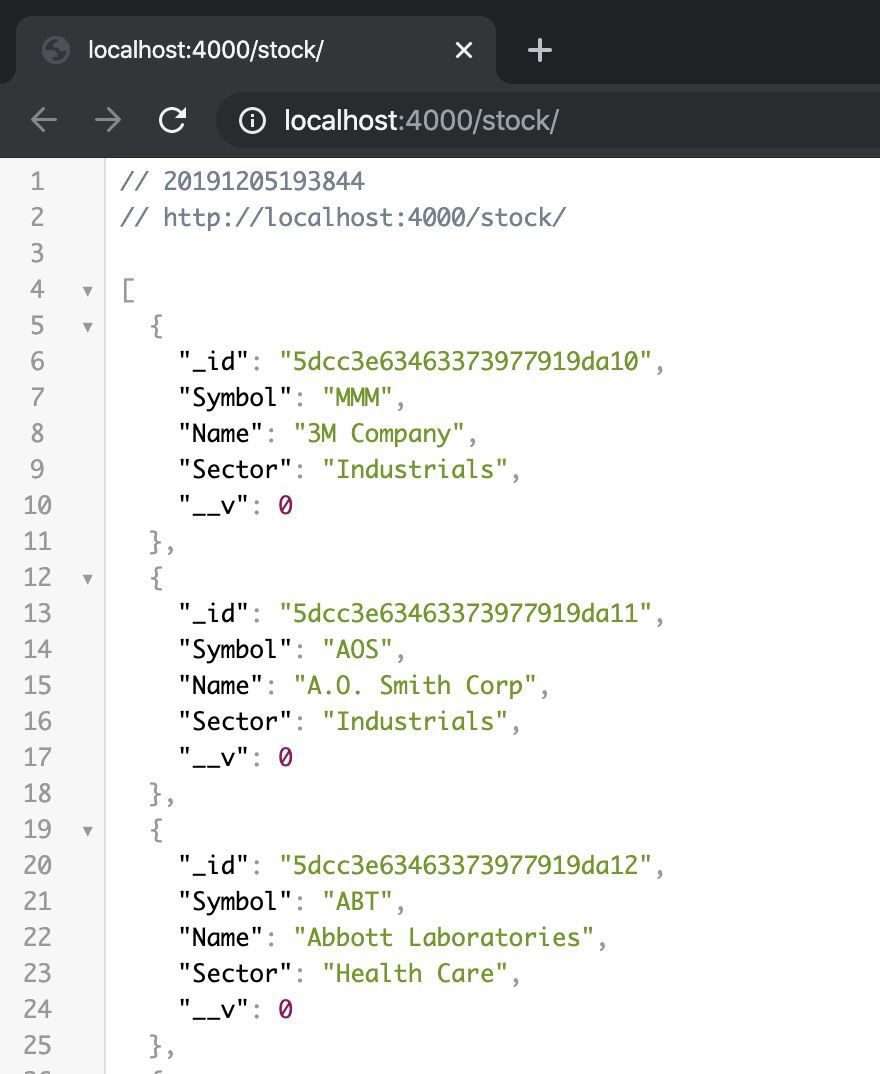 localhost:4000/stock/
localhost:4000/stock/
1 // 20191205193844
2 // http://localhost:4000/stock/
3
4 [
5 {
6 "_id": "5dcc3e63463373977919da10",
7 "Symbol": "MMM",
8 "Name": "3M Company",
9 "Sector": "Industrials",
10 "__v": 0
11 },
12 {
13 "_id": "5dcc3e63463373977919da11",
14 "Symbol": "AOS",
15 "Name": "A.O. Smith Corp",
16 "Sector": "Industrials",
17 "__v": 0
18 },
19 {
20 "_id": "5dcc3e63463373977919da12",
21 "Symbol": "ABT",
22 "Name": "Abbott Laboratories",
23 "Sector": "Health Care",
24 "__v": 0
25 },